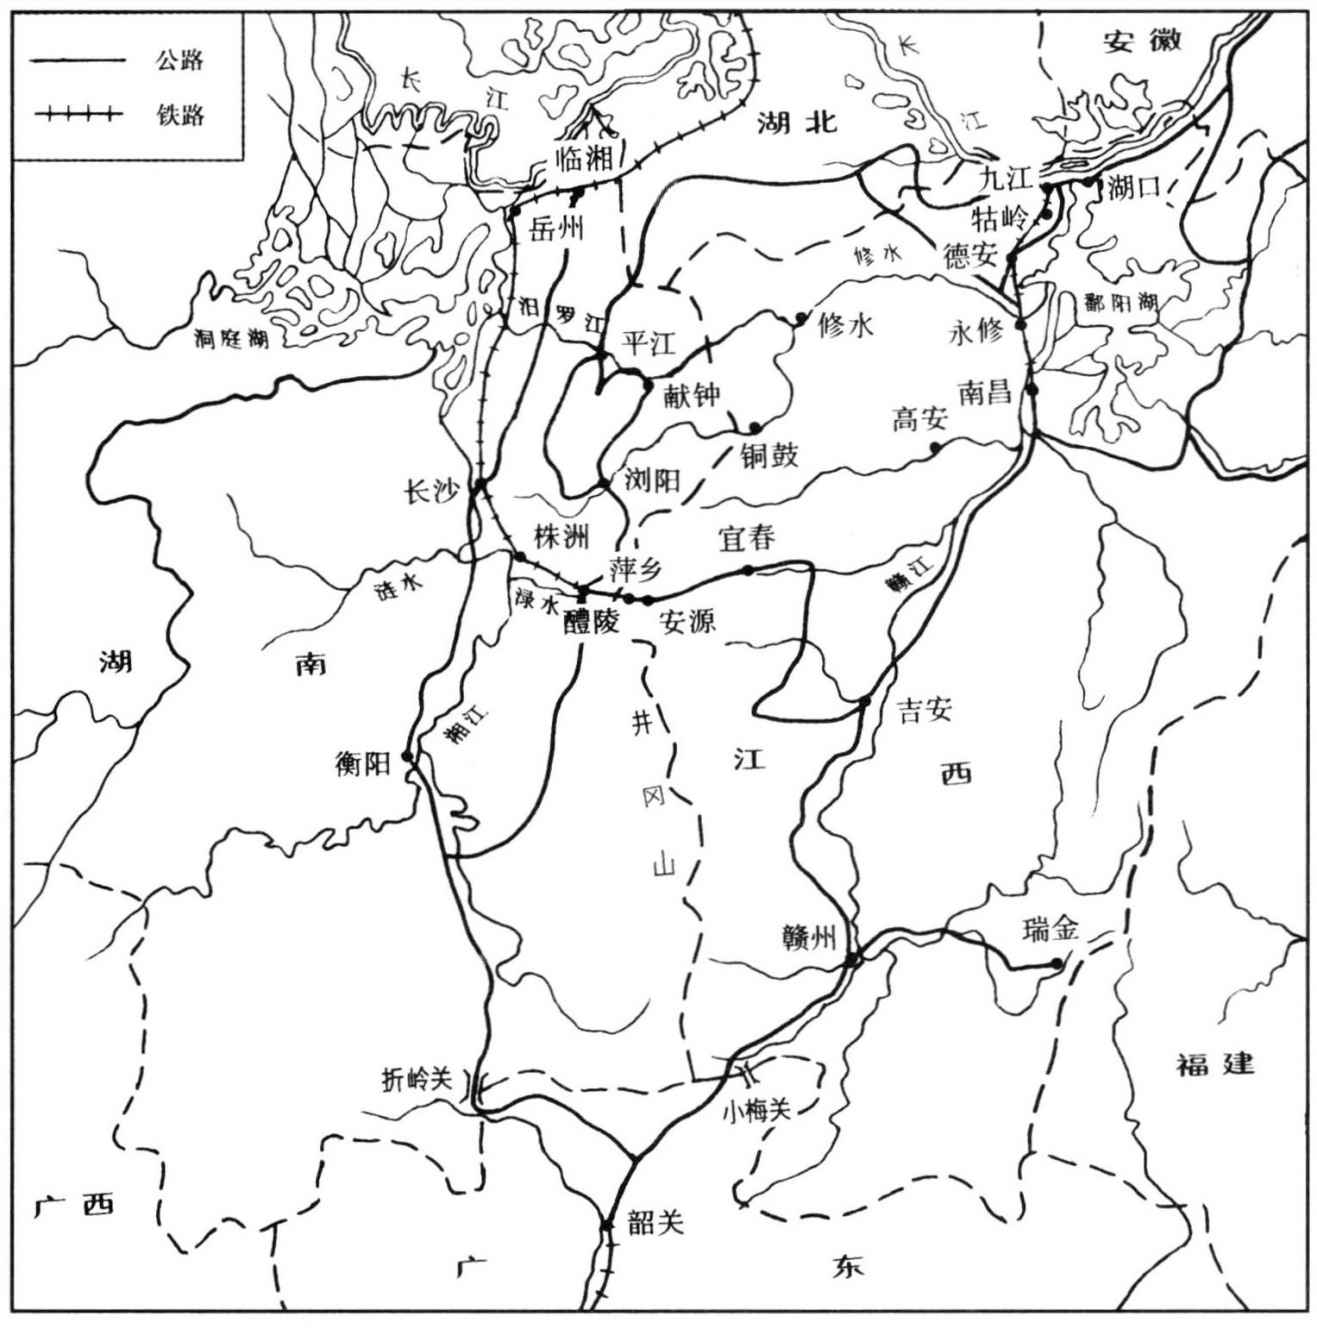 公路
铁路
长
江
长
江
安徽
湖北
临湘
岳州
九江
湖口
牯岭
德安
修水
鄱阳湖
洞庭湖
汨罗江
平江
修水
永修
献钟
南昌
高安
铜鼓
长沙
浏阳
株洲
宜春
萍乡
涟水
渌水
醴陵
安源
赣江
湖
南
湘江
井
冈
山
江
西
吉安
衡阳
赣州
瑞金
折岭关
小梅关
福建
广西
韶关
广
东